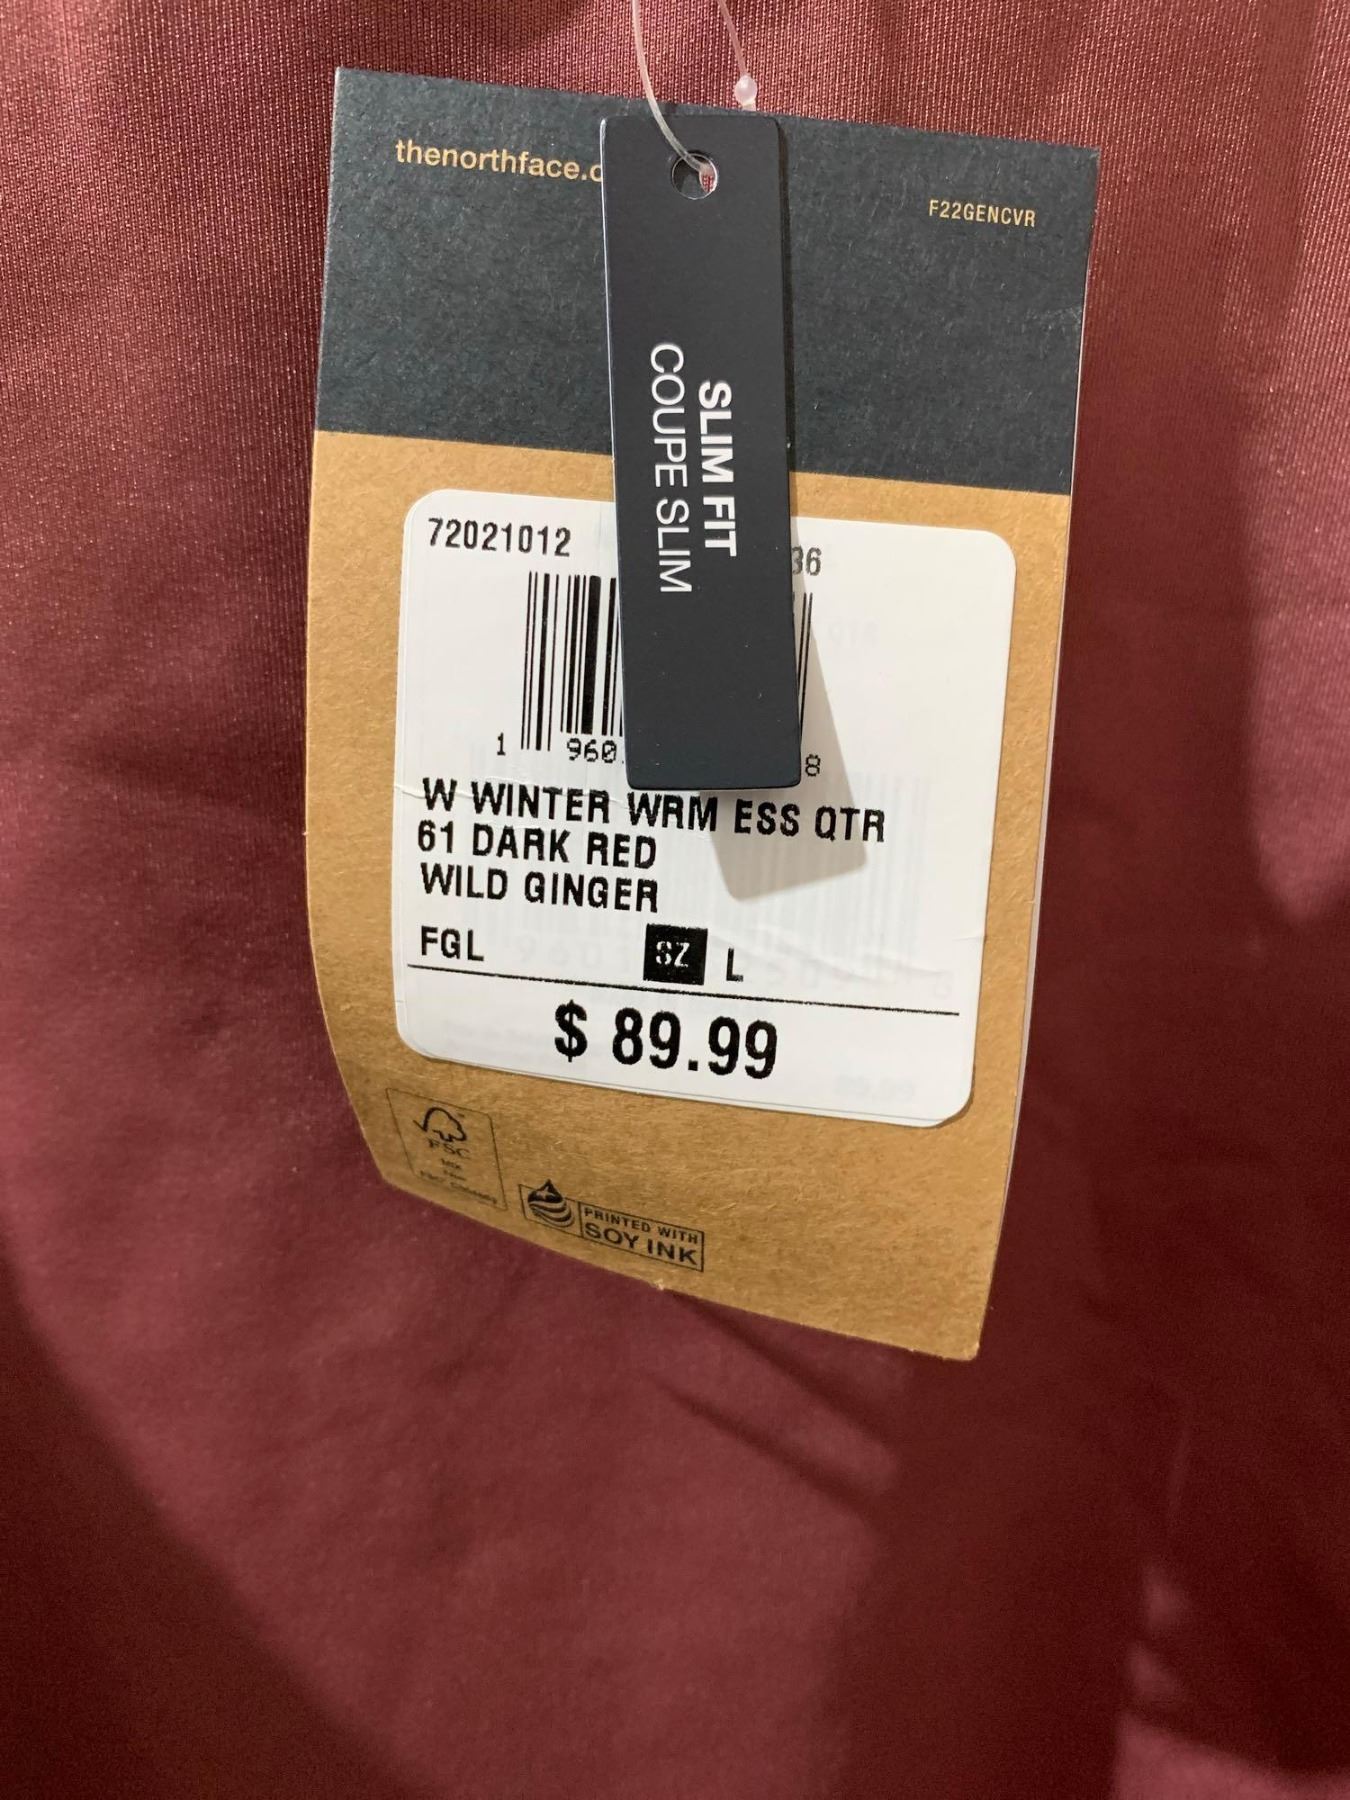 thenorthface.c
F22GENCVR
SLIM FIT
COUPE SLIM
72021012
36
1 960 8
W WINTER WRM ESS QTR
61 DARK RED
WILD GINGER
FGL SZ L
$ 89.99
FSC
MIX
PRINTED WITH
SOY INK